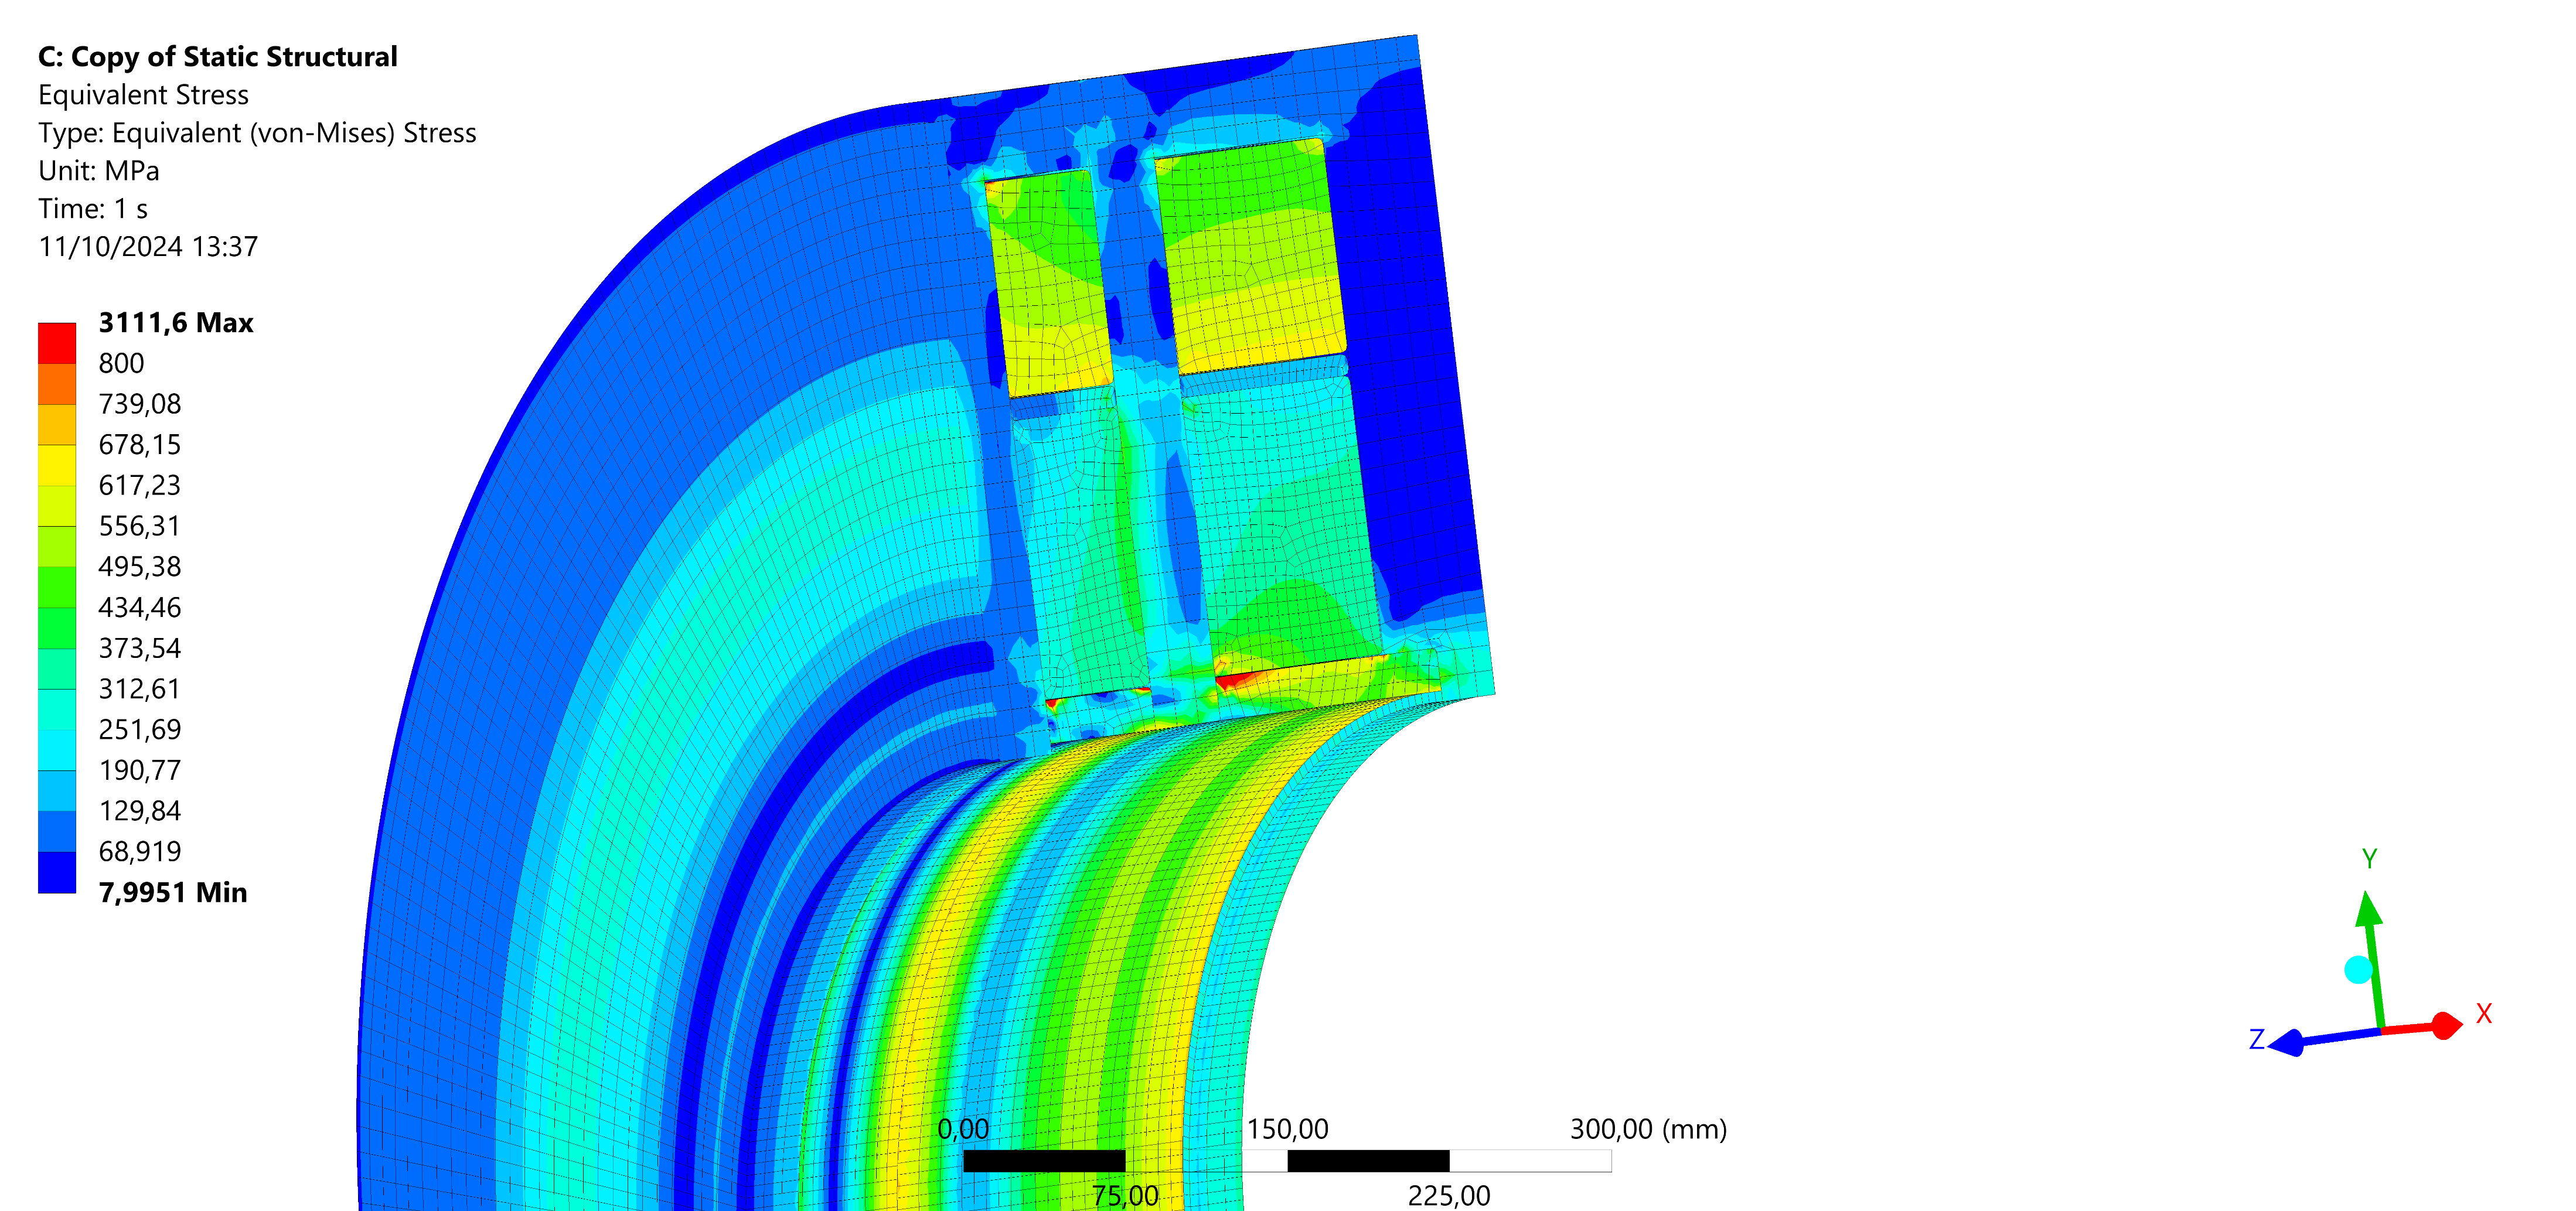 C: Copy of Static Structural
Equivalent Stress
Type: Equivalent (von-Mises) Stress
Unit: MPa
Time: 1 s
11/10/2024 13:37
3111,6 Max
800
739,08
678,15
617,23
556,31
495,38
434,46
373,54
312,61
251,69
190,77
129,84
68,919
7,9951 Min
Y
X
Z
0,00 150,00 300,00 (mm)
75,00 225,00